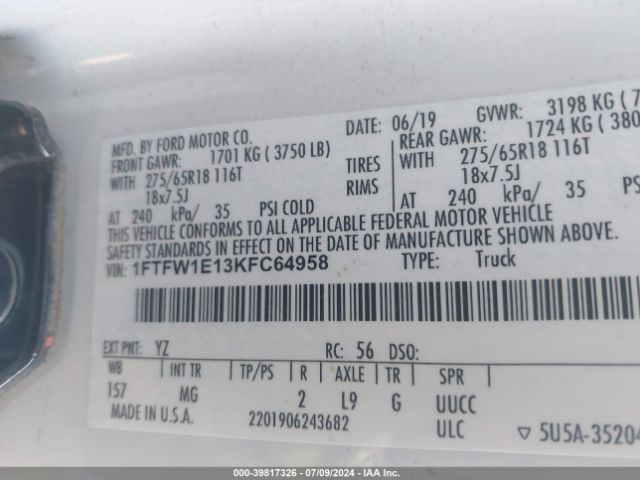 MFD. BY FORD MOTOR CO.
DATE: 06/19 GVWR: 3198 KG ( 7
FRONT GAWR: 1701 KG ( 3750 LB)
REAR GAWR: 1724 KG ( 380
WITH 275/65R18 116T TIRES WITH 275/65R18 116T
18x7.5J RIMS 18x7.5J
AT 240 kPa/ 35 PSI COLD AT 240 kPa/ 35
THIS VEHICLE CONFORMS TO ALL APPLICABLE FEDERAL MOTOR VEHICLE
SAFETY STANDARDS IN EFFECT ON THE DATE OF MANUFACTURE SHOWN ABOVE.
VIN: 1FTFW1E13KFC64958 TYPE: Truck
EXT PNT: YZ RC: 56 DSO:
WB INT TR TP/PS R AXLE TR SPR
157 MG 2 L9 G UUCC
MADE IN U.S.A. 2201906243682 ULC ▽ 5U5A-35204
000-39817326 - 07/09/2024 - IAAI.COM